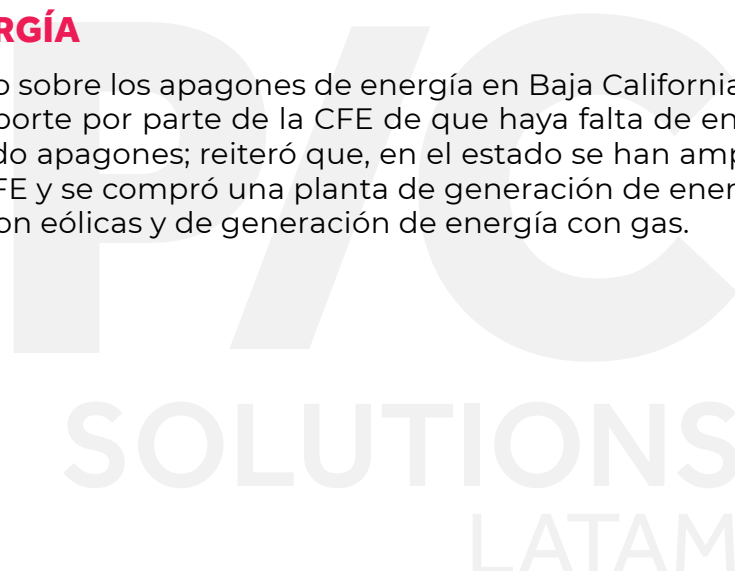 RGÍA
sobre los apagones de energía en Baja California
porte por parte de la CFE de que haya falta de en
do apagones; reiteró que, en el estado se han amp
FE y se compró una planta de generación de ener
on eólicas y de generación de energía con gas.
P/C
SOLUTIONS
LATAM